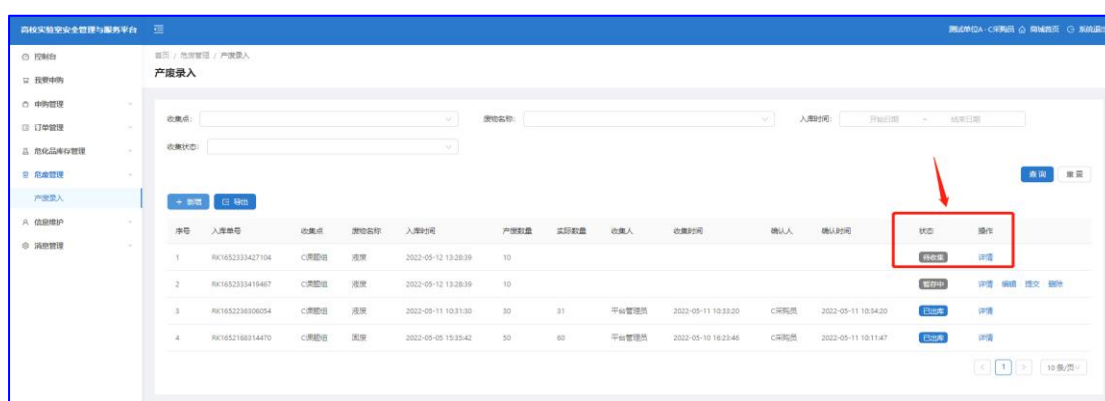 高校实验室安全管理与服务平台
测试单位A - C采购员 商城首页 系统退出
控制台
我要申购
申购管理
订单管理
危化品库存管理
危废管理
产废录入
信息维护
消息管理
首页 / 危废管理 / 产废录入
产废录入
收集点: 废物名称: 入库时间: 开始日期 ~ 结束日期
收集状态:
查 询 重 置
+ 新增 导出
序号 入库单号 收集点 废物名称 入库时间 产废数量 实际数量 收集人 收集时间 确认人 确认时间 状态 操作
1 RK1652333427104 C课题组 液废 2022-05-12 13:28:39 10 待收集 详情
2 RK1652333419467 C课题组 液废 2022-05-12 13:28:39 10 暂存中 详情 编辑 提交 删除
3 RK1652236306054 C课题组 液废 2022-05-11 10:31:30 30 31 平台管理员 2022-05-11 10:33:20 C采购员 2022-05-11 10:34:20 已出库 详情
4 RK1652168314470 C课题组 固废 2022-05-05 15:35:42 50 60 平台管理员 2022-05-10 16:23:46 C采购员 2022-05-11 10:11:47 已出库 详情
< 1 > 10 条/页